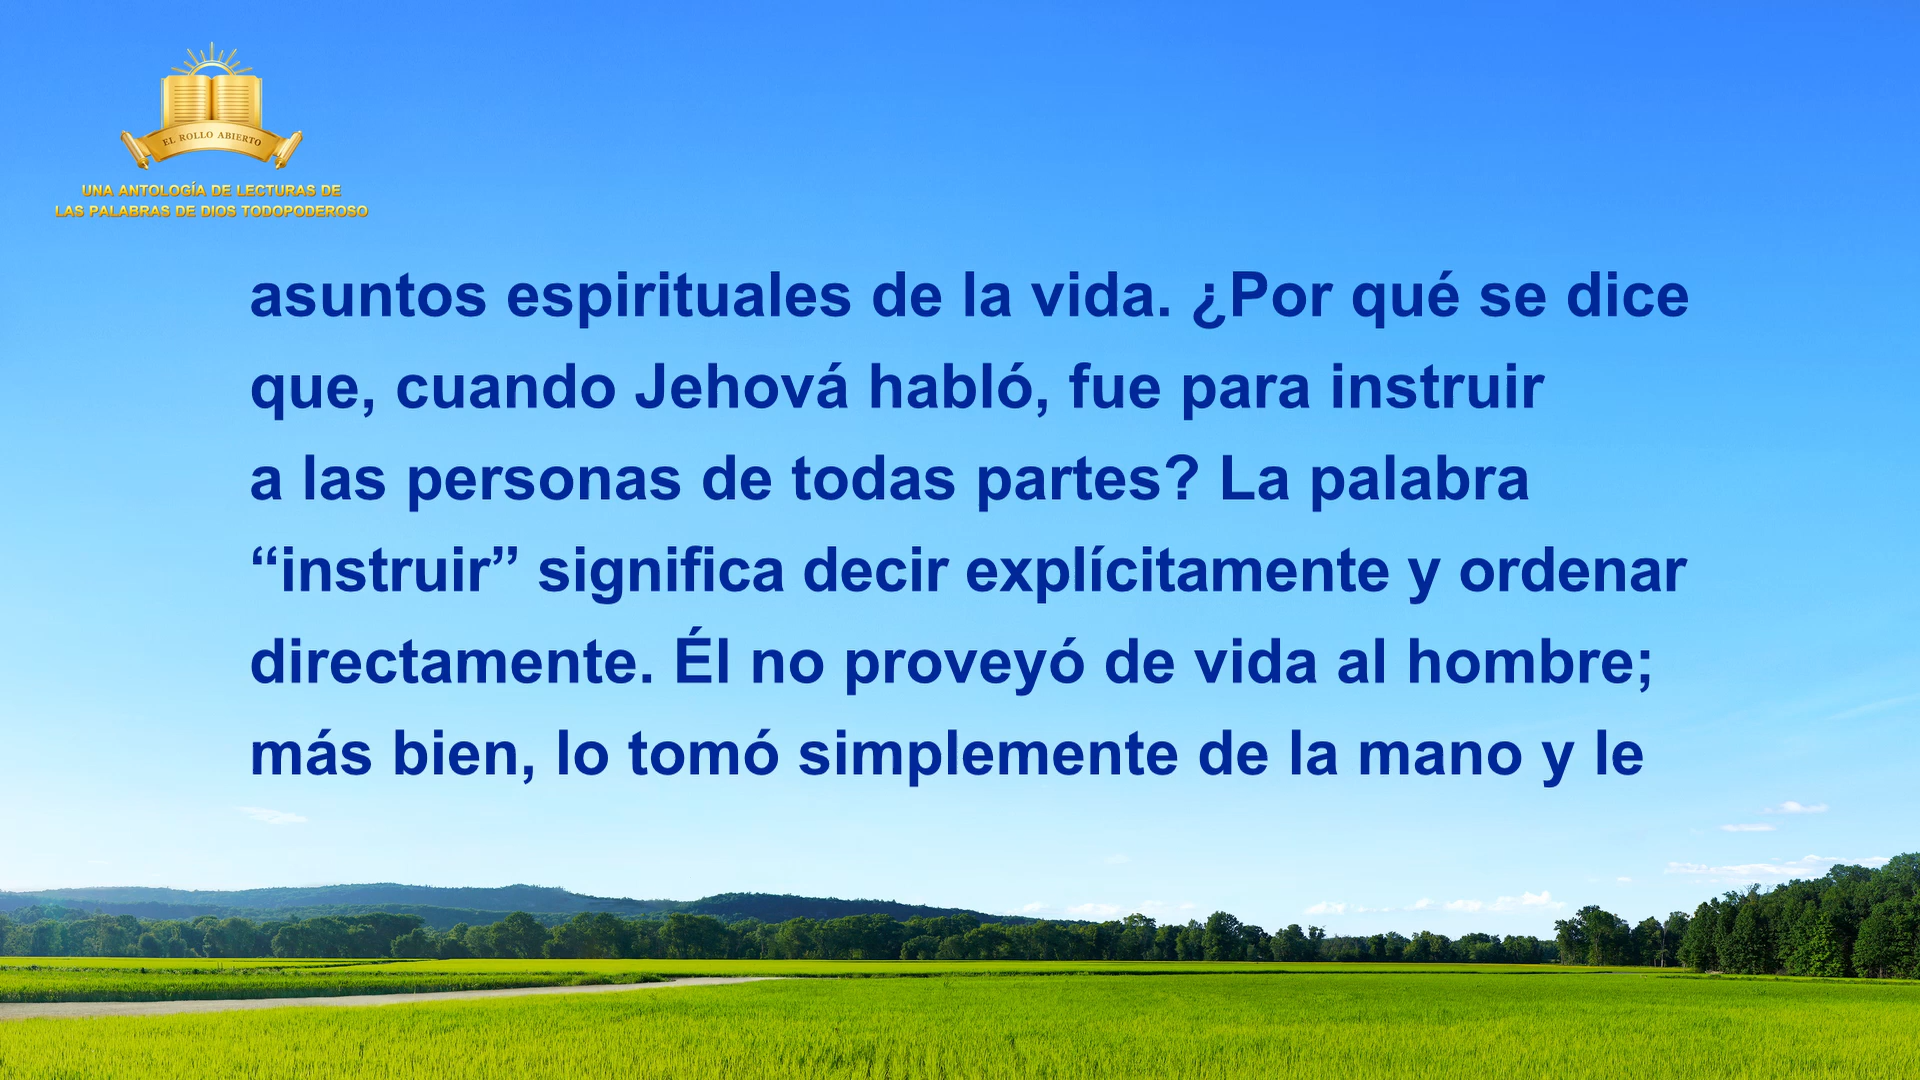 EL ROLLO ABIERTO
UNA ANTOLOGÍA DE LECTURAS DE
LAS PALABRAS DE DIOS TODOPODEROSO
asuntos espirituales de la vida. ¿Por qué se dice
que, cuando Jehová habló, fue para instruir
a las personas de todas partes? La palabra
“instruir” significa decir explícitamente y ordenar
directamente. Él no proveyó de vida al hombre;
más bien, lo tomó simplemente de la mano y le